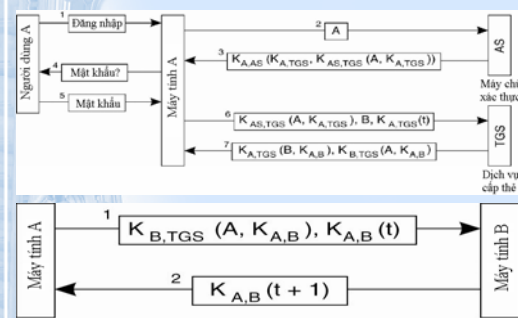 Người dùng A
1
Đăng nhập
4
Mật khẩu?
5
Mật khẩu
Máy tính A
2
A
3
K_A,AS (K_A,TGS, K_AS,TGS (A, K_A,TGS))
AS
Máy chủ
xác thực
6
K_AS,TGS (A, K_A,TGS), B, K_A,TGS(t)
7
K_A,TGS (B, K_A,B), K_B,TGS (A, K_A,B)
TGS
Dịch vụ
cấp thẻ
Máy tính A
1
K_B,TGS (A, K_A,B), K_A,B (t)
2
K_A,B (t + 1)
Máy tính B